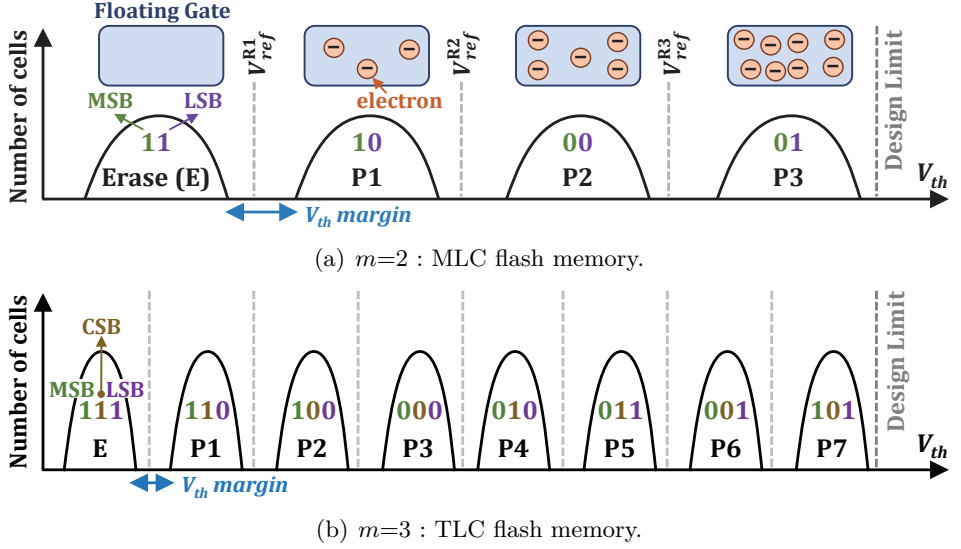 Floating Gate
Number of cells
V_ref^R1
V_ref^R2
V_ref^R3
Design Limit
electron
MSB LSB
11 10 00 01
Erase (E) P1 P2 P3
V_th
V_th margin
(a) m=2 : MLC flash memory.
Number of cells
Design Limit
CSB
MSB LSB
111 110 100 000 010 011 001 101
E P1 P2 P3 P4 P5 P6 P7
V_th
V_th margin
(b) m=3 : TLC flash memory.